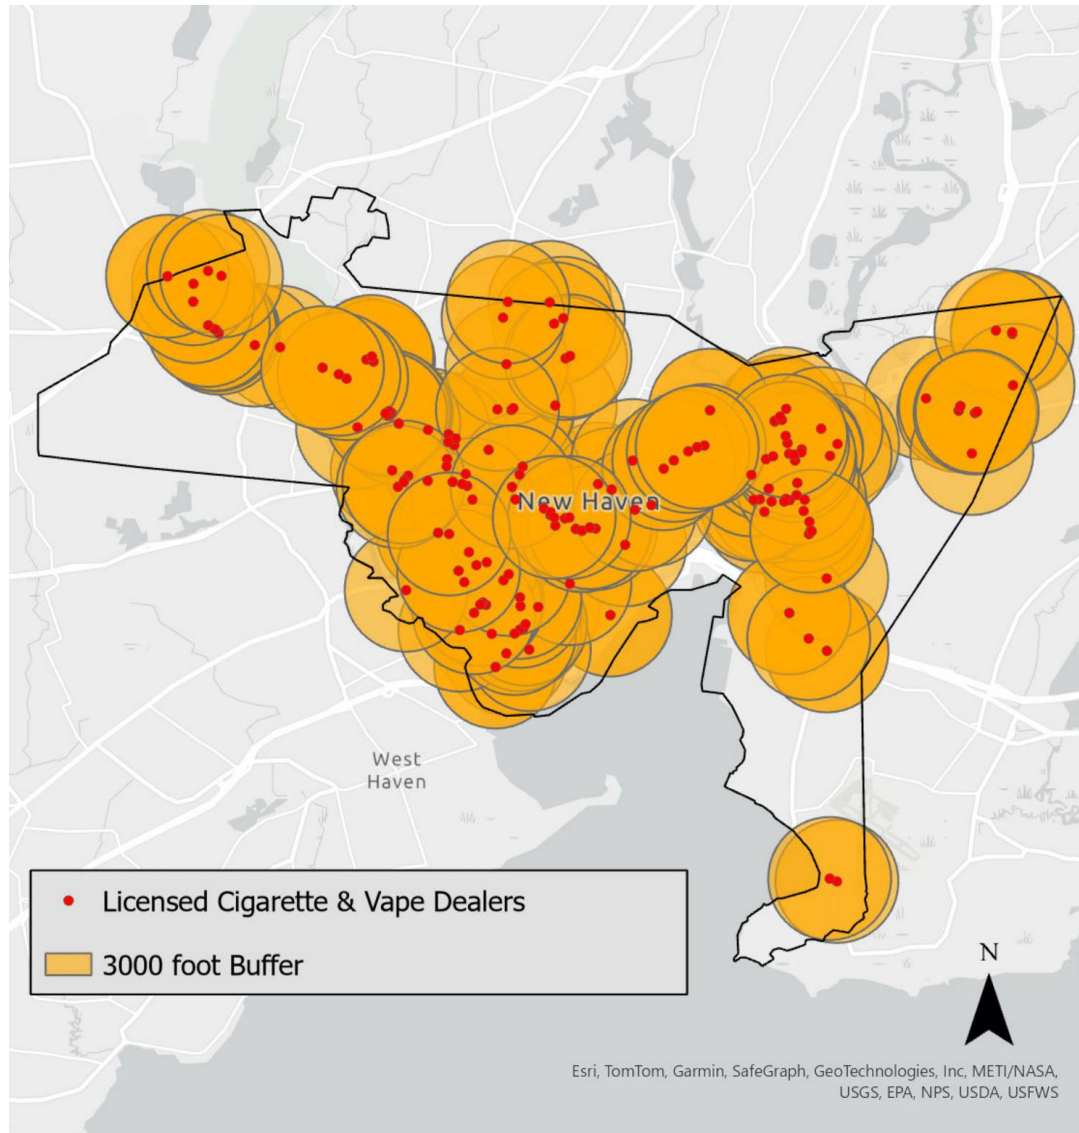 New Haven
West
Haven
Licensed Cigarette & Vape Dealers
3000 foot Buffer
N
Esri, TomTom, Garmin, SafeGraph, GeoTechnologies, Inc, METI/NASA,
USGS, EPA, NPS, USDA, USFWS